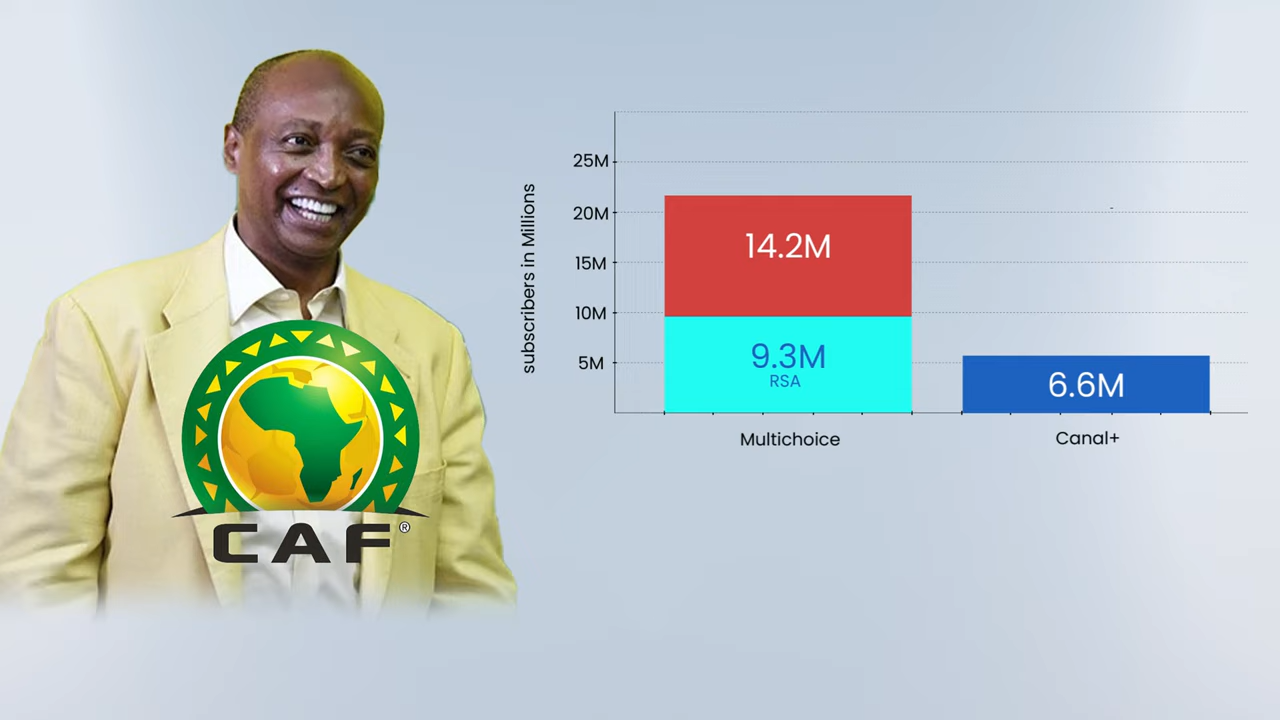 CAF®
subscribers in Millions
25M
20M
15M
10M
5M
14.2M
9.3M
RSA
6.6M
Multichoice
Canal+